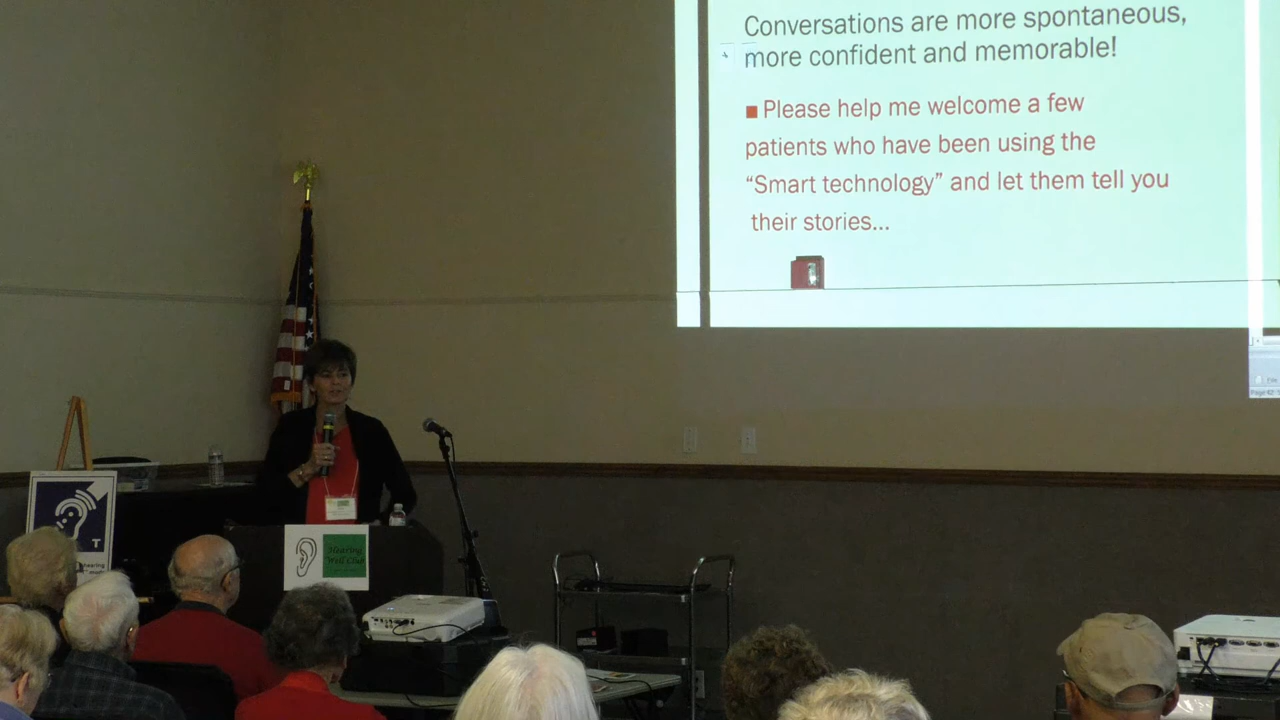 Conversations are more spontaneous,
more confident and memorable!
Please help me welcome a few
patients who have been using the
“Smart technology” and let them tell you
their stories...
T
hearing
Hearing
Well Club